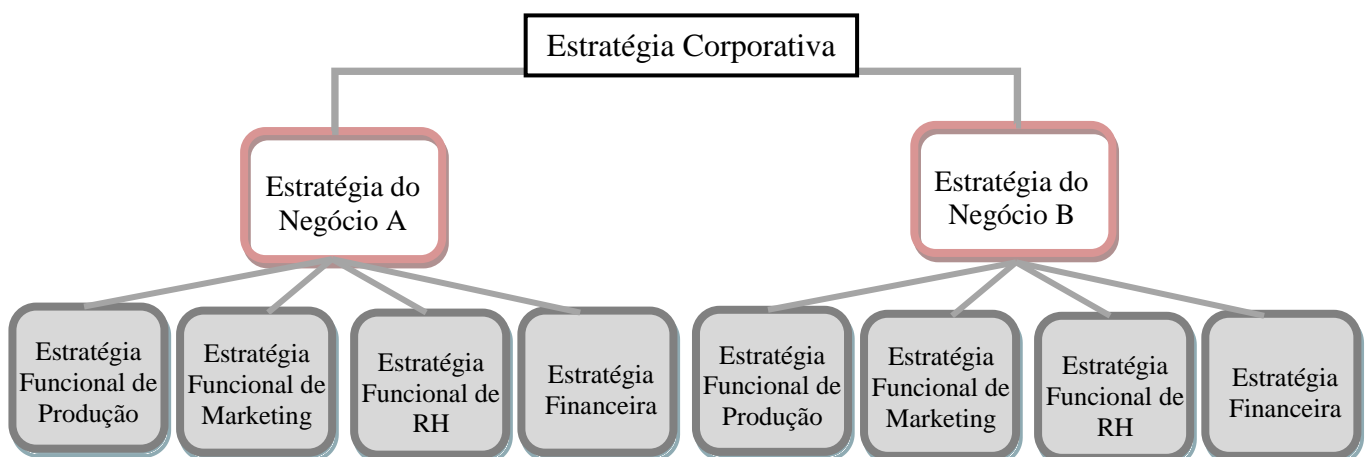 Estratégia Corporativa
Estratégia do
Negócio A
Estratégia do
Negócio B
Estratégia
Funcional de
Produção
Estratégia
Funcional de
Marketing
Estratégia
Funcional de
RH
Estratégia
Financeira
Estratégia
Funcional de
Produção
Estratégia
Funcional de
Marketing
Estratégia
Funcional de
RH
Estratégia
Financeira